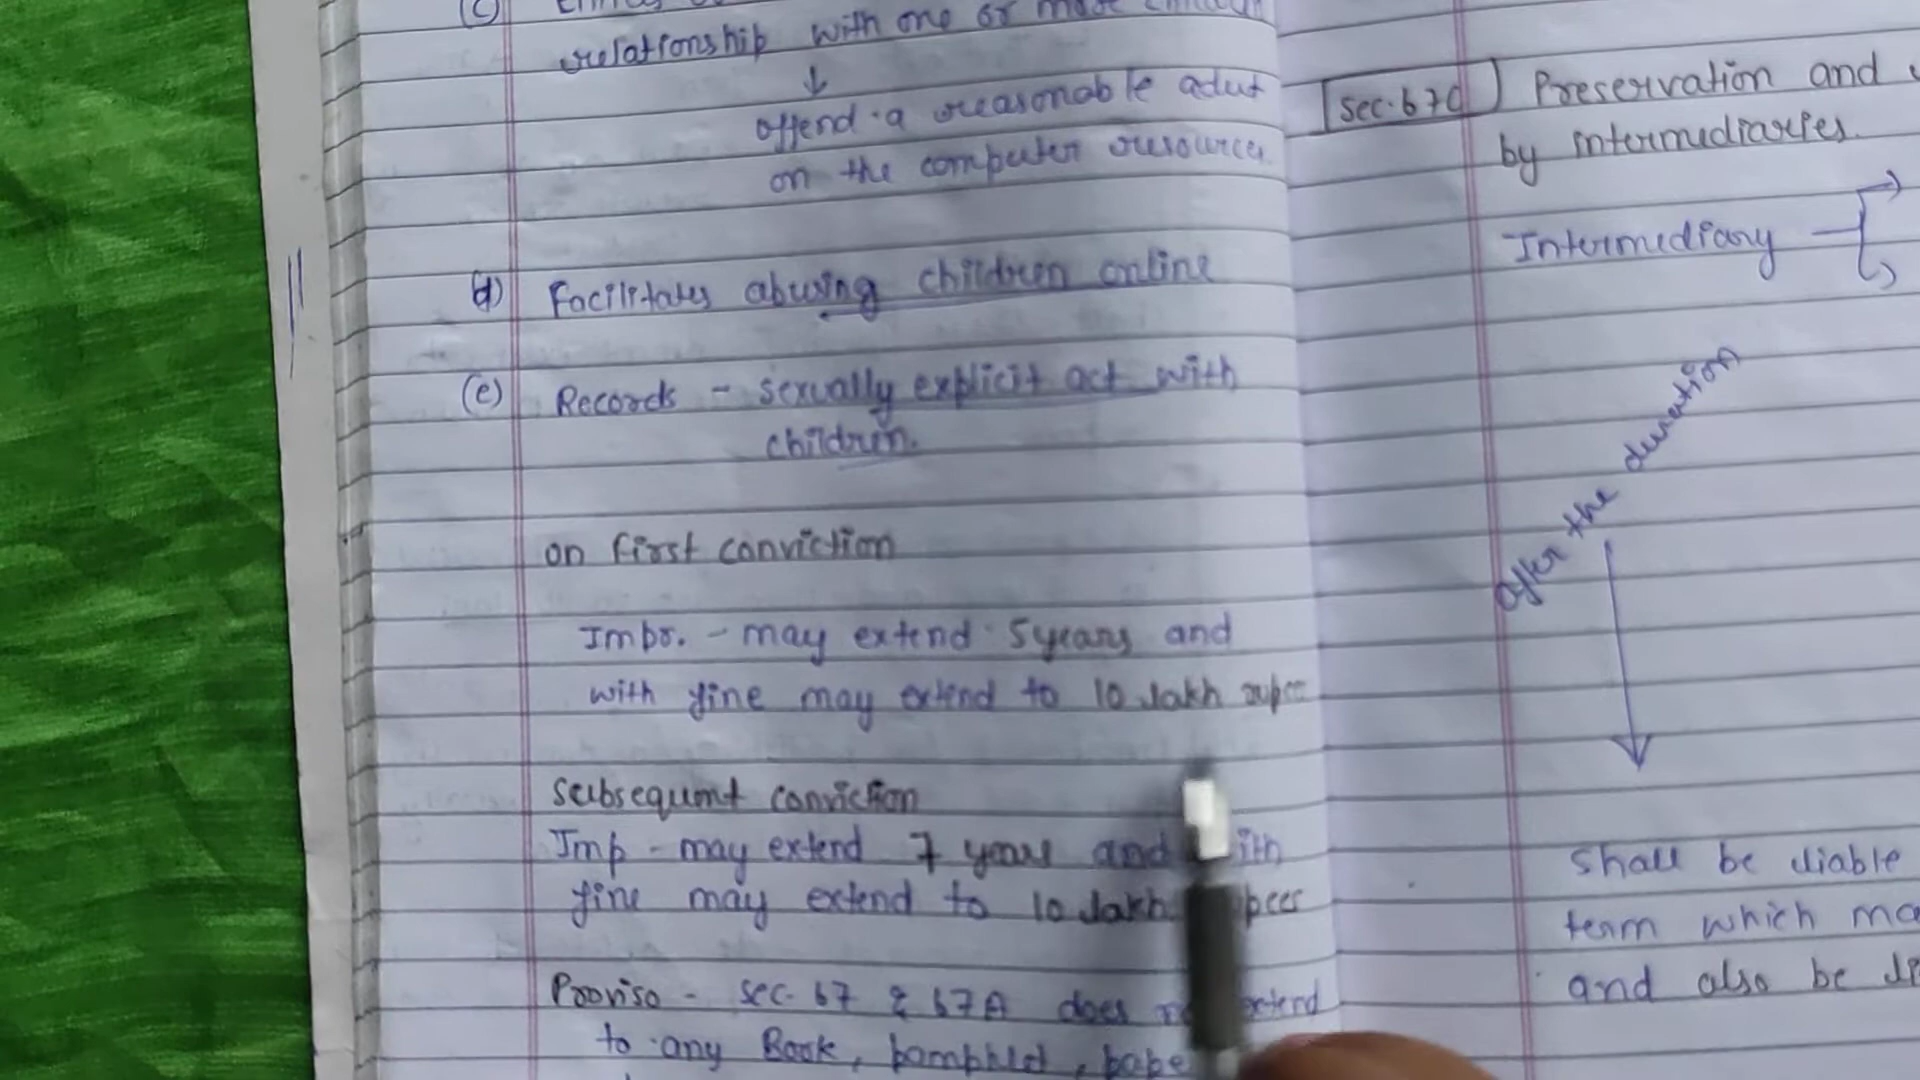 (c)
relationship with one or more
↓
offend a reasonable adut
on the computer resource
(d) Facilitates abusing children online
(e) Records - sexually explicit act with
children.
on first conviction
Impr. - may extend 5 years and
with fine may extend to 10 lakh
Subsequent conviction
Imp - may extend 7 years and with
fine may extend to 10 lakh
Proviso - Sec. 67 & 67A does extend
to any Book, pamphlet,
Sec. 67C Preservation and
by intermediaries.
Intermediary
after the duration
shall be liable
term which
and also be